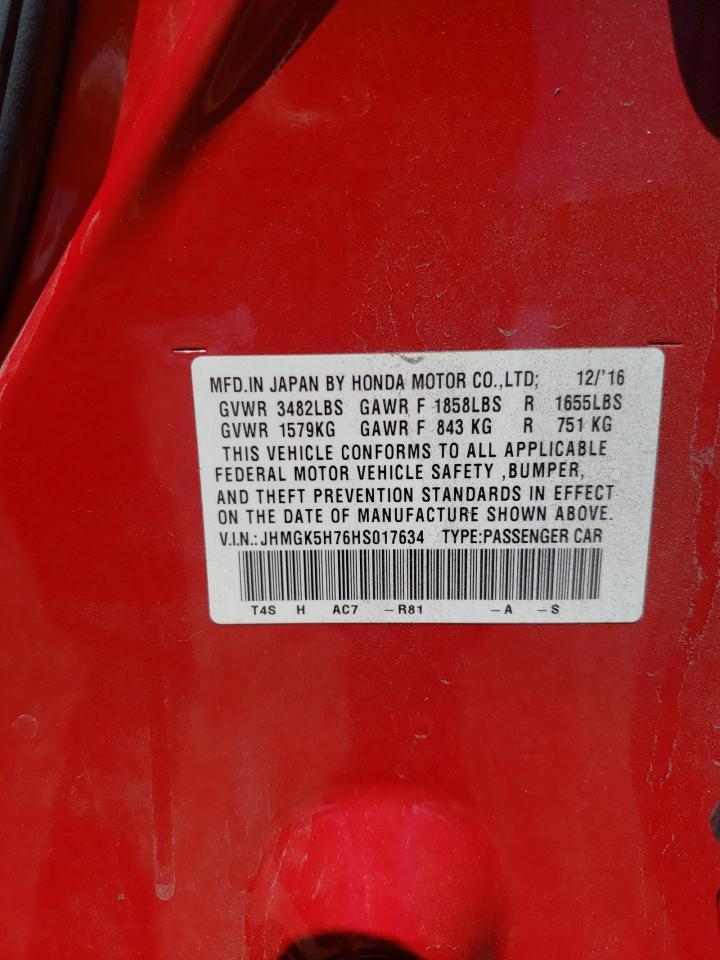 MFD.IN JAPAN BY HONDA MOTOR CO.,LTD; 12/'16
GVWR 3482LBS GAWR F 1858LBS R 1655LBS
GVWR 1579KG GAWR F 843 KG R 751 KG
THIS VEHICLE CONFORMS TO ALL APPLICABLE
FEDERAL MOTOR VEHICLE SAFETY ,BUMPER,
AND THEFT PREVENTION STANDARDS IN EFFECT
ON THE DATE OF MANUFACTURE SHOWN ABOVE.
V.I.N.:JHMGK5H76HS017634 TYPE:PASSENGER CAR
T4S H AC7 -R81 -A -S